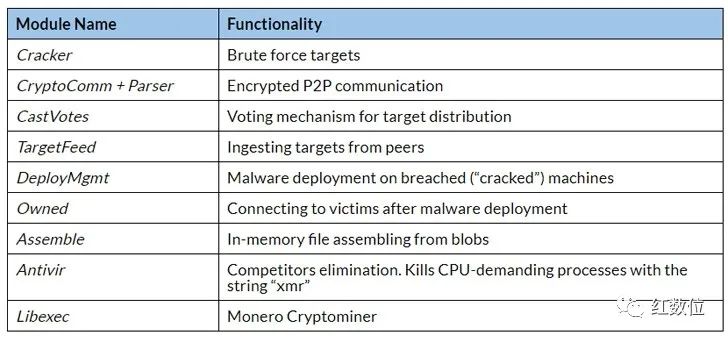 Module Name Functionality
Cracker Brute force targets
CryptoComm + Parser Encrypted P2P communication
CastVotes Voting mechanism for target distribution
TargetFeed Ingesting targets from peers
DeployMgmt Malware deployment on breached (“cracked”) machines
Owned Connecting to victims after malware deployment
Assemble In-memory file assembling from blobs
Antivir Competitors elimination. Kills CPU-demanding processes with the
string “xmr”
Libexec Monero Cryptominer
红数位